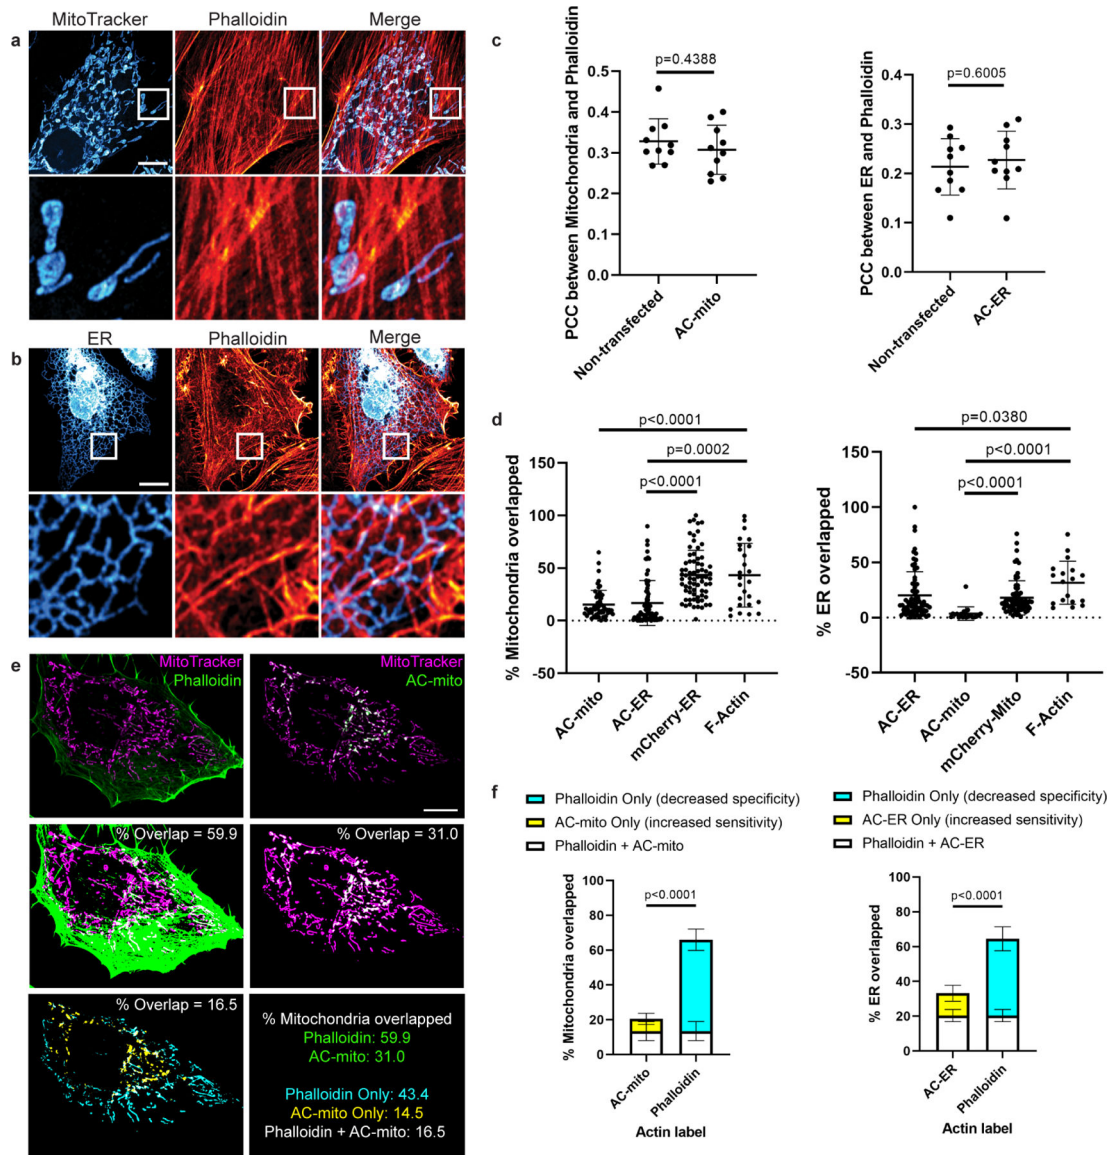 a
MitoTracker
Phalloidin
Merge
b
ER
Phalloidin
Merge
c
PCC between Mitochondria and Phalloidin
0.5
0.4
0.3
0.2
0.1
0.0
p=0.4388
Non-transfected
AC-mito
PCC between ER and Phalloidin
0.4
0.3
0.2
0.1
0.0
p=0.6005
Non-transfected
AC-ER
d
% Mitochondria overlapped
150
100
50
0
-50
p<0.0001
p=0.0002
p<0.0001
AC-mito
AC-ER
mCherry-ER
F-Actin
% ER overlapped
150
100
50
0
-50
p=0.0380
p<0.0001
p<0.0001
AC-ER
AC-mito
mCherry-Mito
F-Actin
e
MitoTracker
Phalloidin
MitoTracker
AC-mito
% Overlap = 59.9
% Overlap = 31.0
% Overlap = 16.5
% Mitochondria overlapped
Phalloidin: 59.9
AC-mito: 31.0
Phalloidin Only: 43.4
AC-mito Only: 14.5
Phalloidin + AC-mito: 16.5
f
Phalloidin Only (decreased specificity)
AC-mito Only (increased sensitivity)
Phalloidin + AC-mito
% Mitochondria overlapped
100
80
60
40
20
0
p<0.0001
AC-mito
Phalloidin
Actin label
Phalloidin Only (decreased specificity)
AC-ER Only (increased sensitivity)
Phalloidin + AC-ER
% ER overlapped
100
80
60
40
20
0
p<0.0001
AC-ER
Phalloidin
Actin label